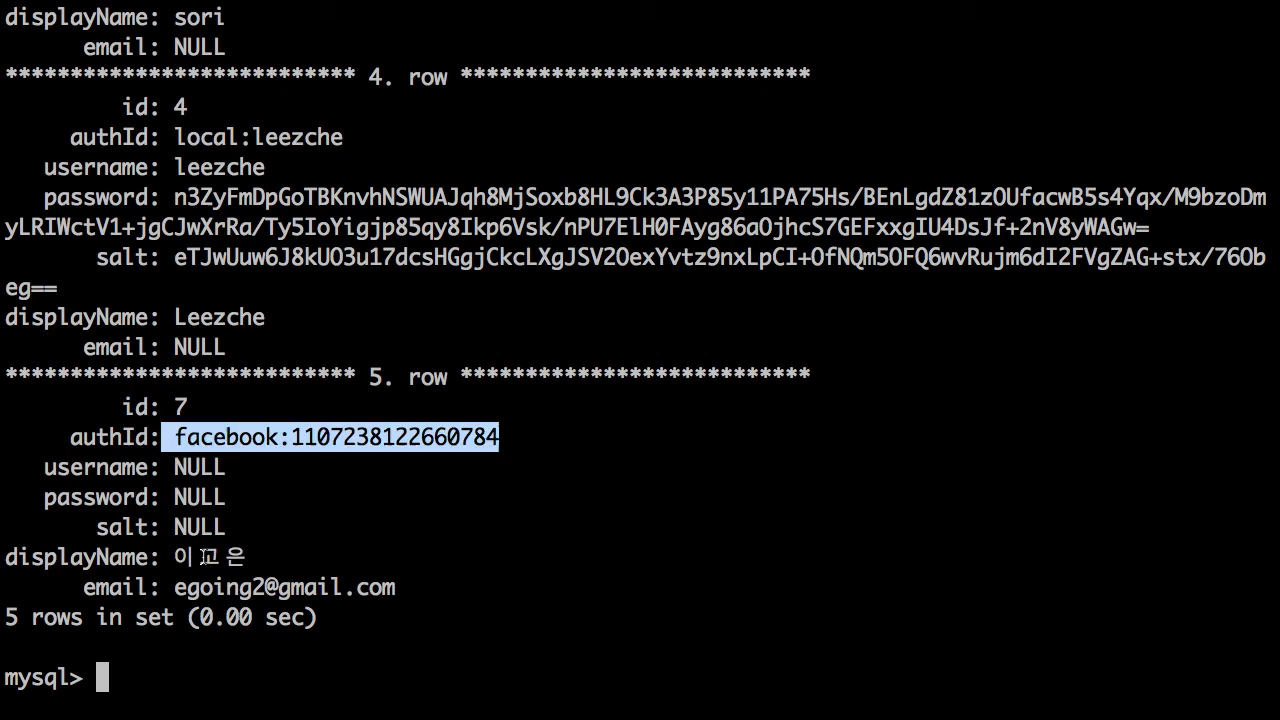 displayName: sori
email: NULL
*************************** 4. row ***************************
id: 4
authId: local:leezche
username: leezche
password: n3ZyFmDpGoTBKnvhNSWUAJqh8MjSoxb8HL9Ck3A3P85y11PA75Hs/BEnLgdZ81zOUfacwB5s4Yqx/M9bzoDm
yLRIWctV1+jgCJwXrRa/Ty5IoYigjp85qy8Ikp6Vsk/nPU7ElH0FAyg86aOjhcS7GEFxxgIU4DsJf+2nV8yWAGw=
salt: eTJwUuw6J8kUO3u17dcsHGgjCkcLXgJSV2OexYvtz9nxLpCI+OfNQm5OFQ6wvRujm6dI2FVgZAG+stx/76Ob
eg==
displayName: Leezche
email: NULL
*************************** 5. row ***************************
id: 7
authId: facebook:1107238122660784
username: NULL
password: NULL
salt: NULL
displayName: 이고은
email: egoing2@gmail.com
5 rows in set (0.00 sec)
mysql>